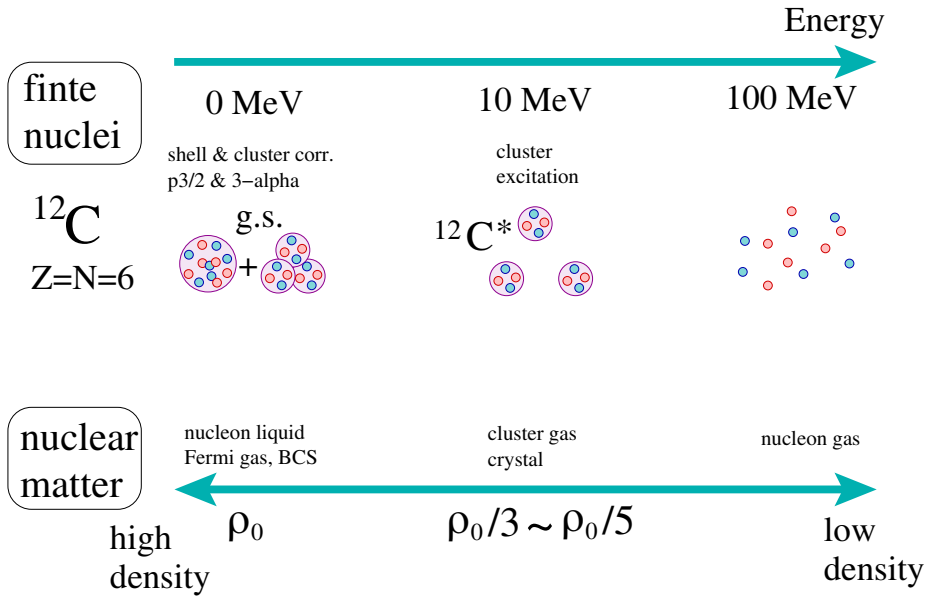 Energy
finte
nuclei
0 MeV
10 MeV
100 MeV
shell & cluster corr.
p3/2 & 3−alpha
cluster
excitation
¹²C
Z=N=6
g.s.
+
¹²C*
nuclear
matter
nucleon liquid
Fermi gas, BCS
cluster gas
crystal
nucleon gas
high
density
ρ₀
ρ₀/3 ~ ρ₀/5
low
density